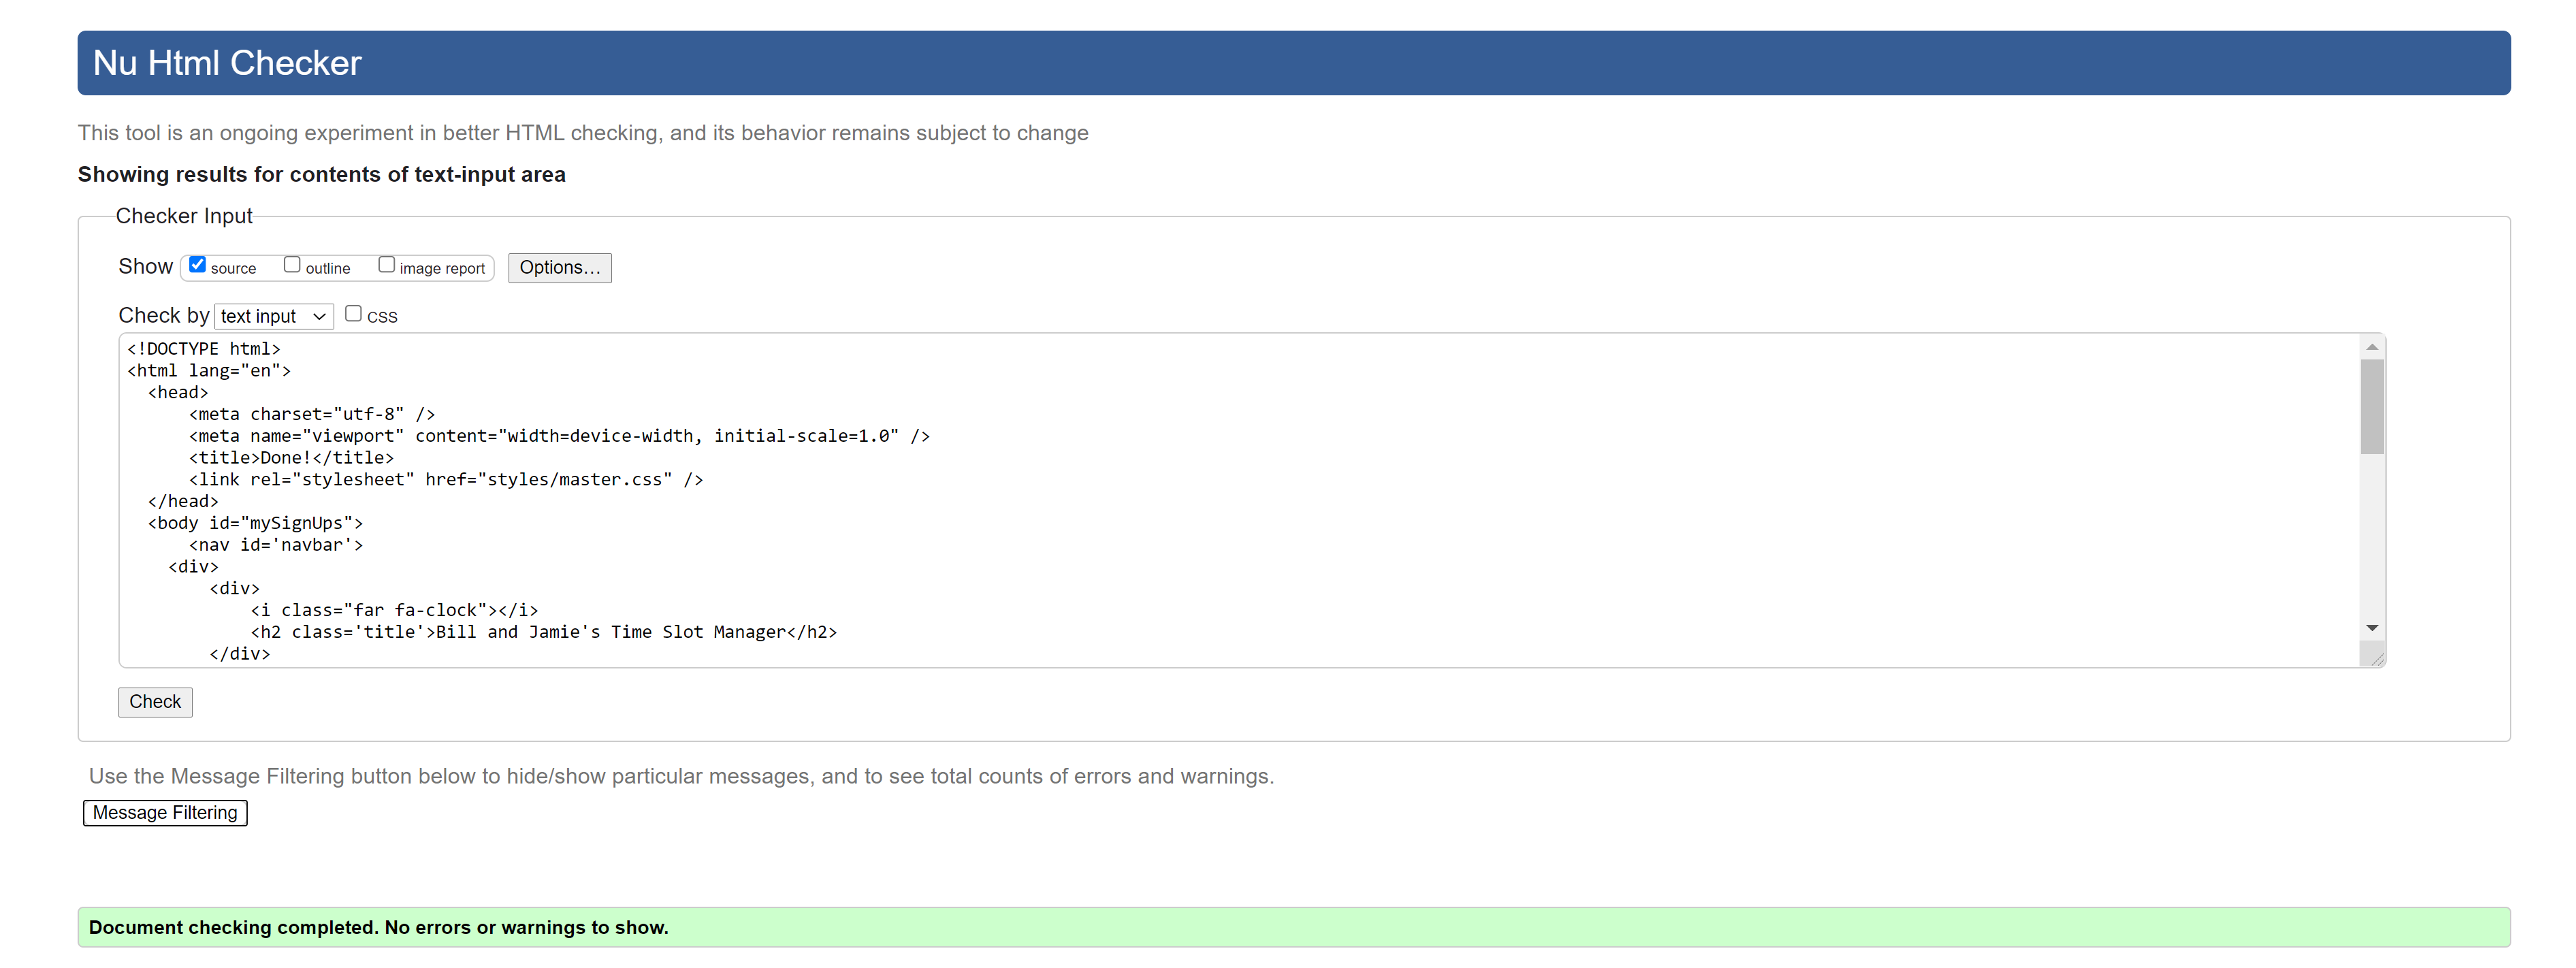 Nu Html Checker
This tool is an ongoing experiment in better HTML checking, and its behavior remains subject to change
Showing results for contents of text-input area
Checker Input
Show source outline image report Options...
Check by text input CSS
<!DOCTYPE html>
<html lang="en">
  <head>
      <meta charset="utf-8" />
      <meta name="viewport" content="width=device-width, initial-scale=1.0" />
      <title>Done!</title>
      <link rel="stylesheet" href="styles/master.css" />
  </head>
  <body id="mySignUps">
      <nav id='navbar'>
    <div>
        <div>
            <i class="far fa-clock"></i>
            <h2 class='title'>Bill and Jamie's Time Slot Manager</h2>
        </div>
Check
Use the Message Filtering button below to hide/show particular messages, and to see total counts of errors and warnings.
Message Filtering
Document checking completed. No errors or warnings to show.